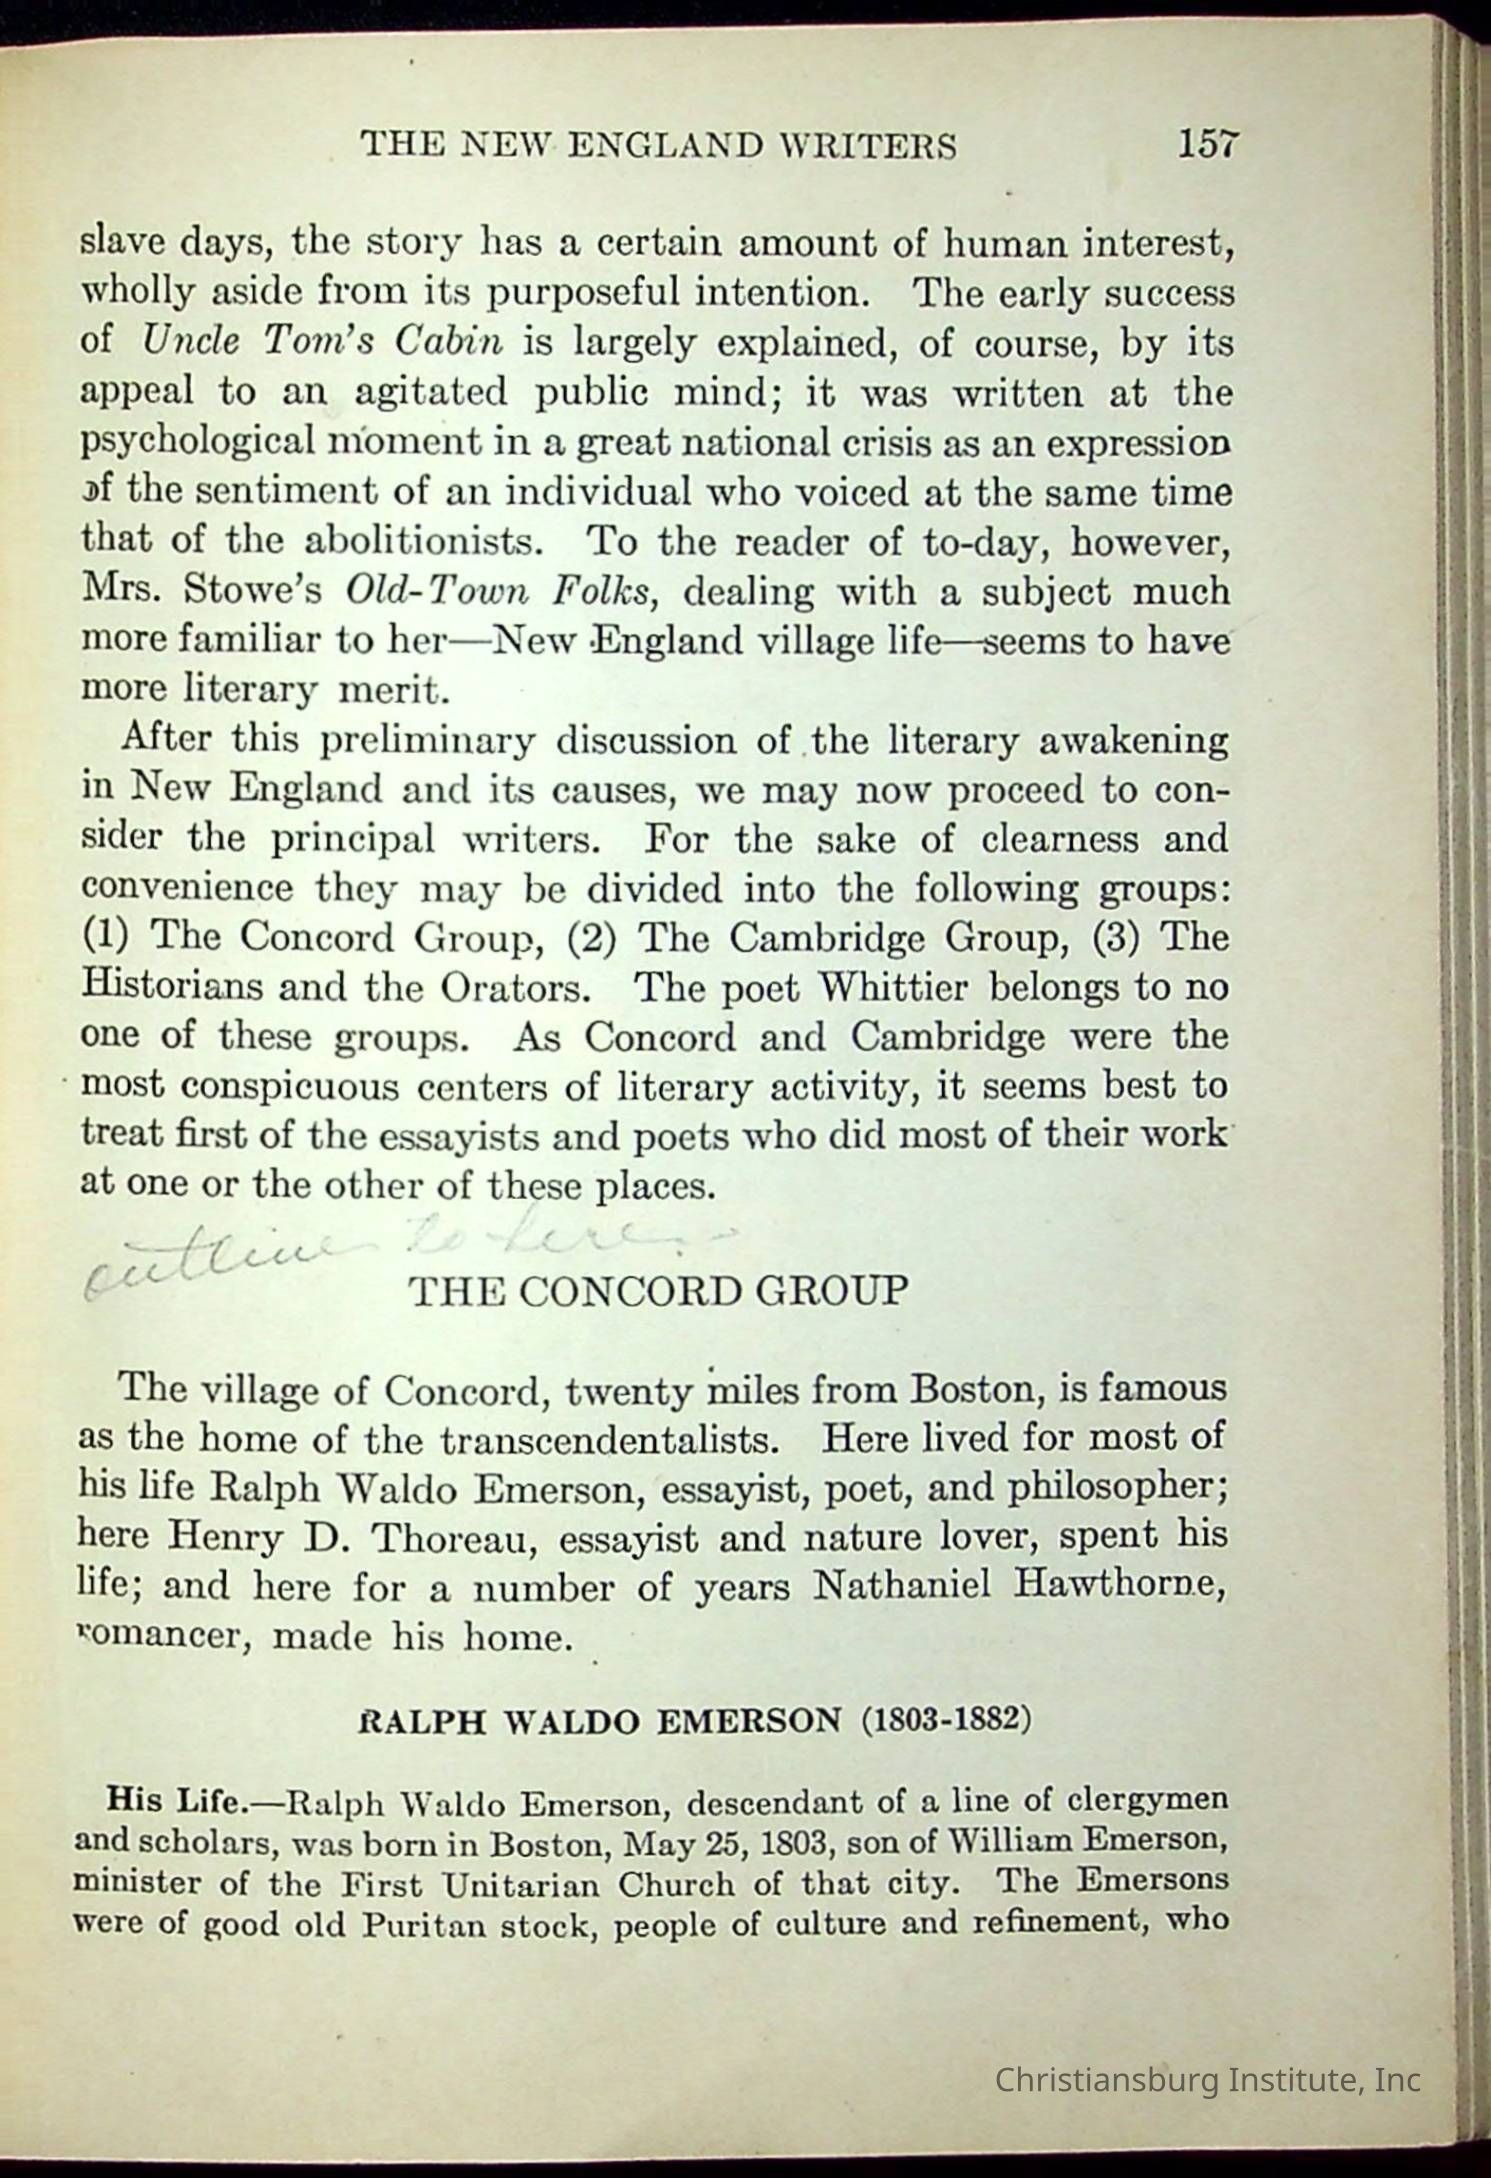 THE NEW ENGLAND WRITERS 157
slave days, the story has a certain amount of human interest,
wholly aside from its purposeful intention. The early success
of Uncle Tom's Cabin is largely explained, of course, by its
appeal to an agitated public mind; it was written at the
psychological moment in a great national crisis as an expression
of the sentiment of an individual who voiced at the same time
that of the abolitionists. To the reader of to-day, however,
Mrs. Stowe's Old-Town Folks, dealing with a subject much
more familiar to her—New England village life—seems to have
more literary merit.
After this preliminary discussion of the literary awakening
in New England and its causes, we may now proceed to con-
sider the principal writers. For the sake of clearness and
convenience they may be divided into the following groups:
(1) The Concord Group, (2) The Cambridge Group, (3) The
Historians and the Orators. The poet Whittier belongs to no
one of these groups. As Concord and Cambridge were the
most conspicuous centers of literary activity, it seems best to
treat first of the essayists and poets who did most of their work
at one or the other of these places.
outline to here
THE CONCORD GROUP
The village of Concord, twenty miles from Boston, is famous
as the home of the transcendentalists. Here lived for most of
his life Ralph Waldo Emerson, essayist, poet, and philosopher;
here Henry D. Thoreau, essayist and nature lover, spent his
life; and here for a number of years Nathaniel Hawthorne,
romancer, made his home.
RALPH WALDO EMERSON (1803-1882)
His Life.—Ralph Waldo Emerson, descendant of a line of clergymen
and scholars, was born in Boston, May 25, 1803, son of William Emerson,
minister of the First Unitarian Church of that city. The Emersons
were of good old Puritan stock, people of culture and refinement, who
Christiansburg Institute, Inc